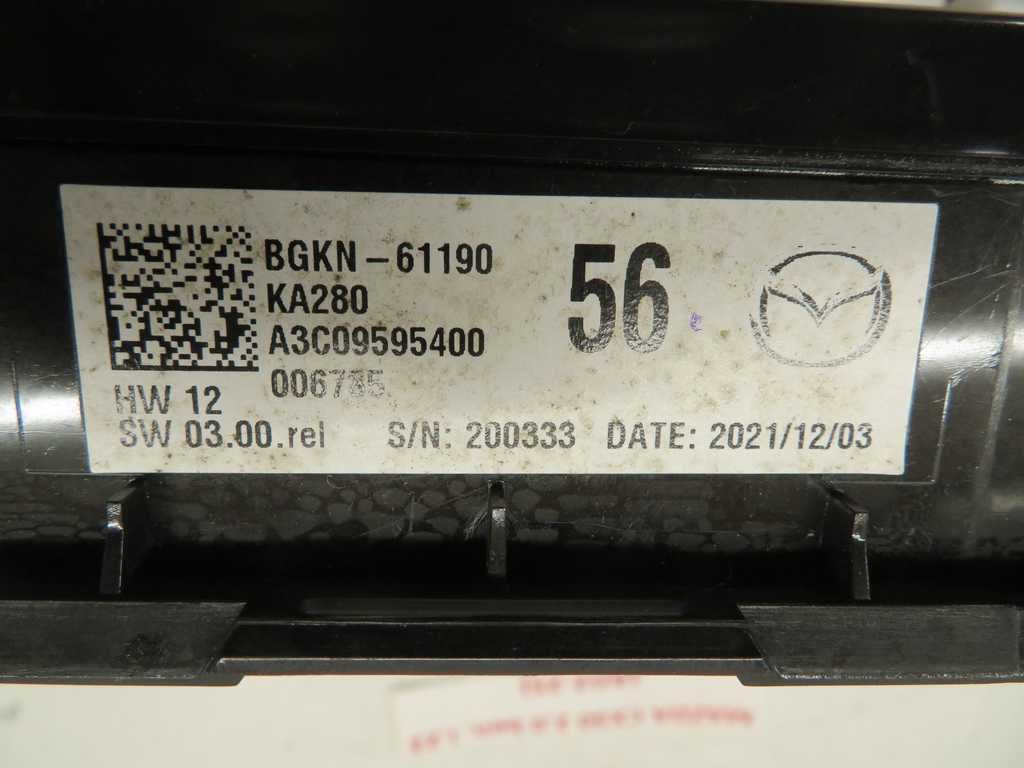 BGKN-61190
KA280
A3C09595400
HW 12
SW 03.00.rel
S/N: 200333
DATE: 2021/12/03
56